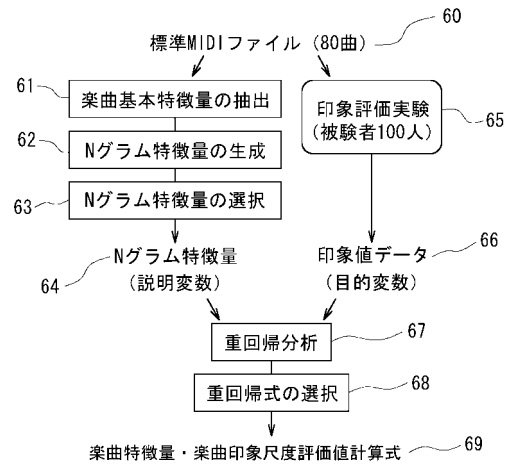 60
標準MIDIファイル（80曲）
61
楽曲基本特徴量の抽出
62
Nグラム特徴量の生成
63
Nグラム特徴量の選択
印象評価実験
（被験者100人）
65
64
Nグラム特徴量
（説明変数）
印象値データ
（目的変数）
66
重回帰分析
67
重回帰式の選択
68
楽曲特徴量・楽曲印象尺度評価値計算式
69